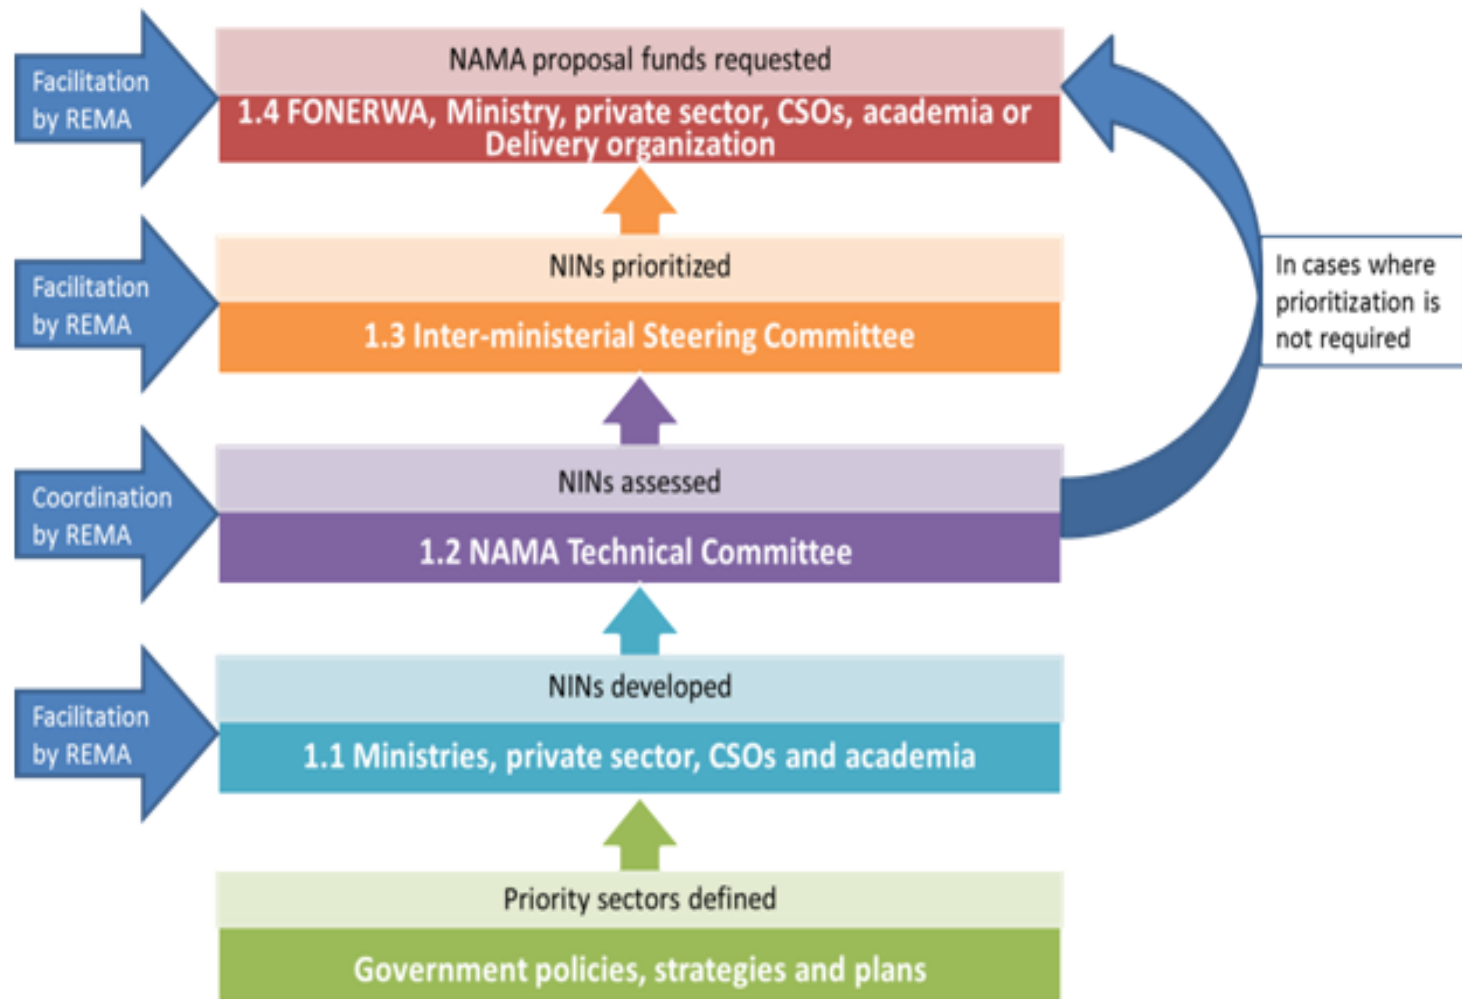 NAMA proposal funds requested
Facilitation
by REMA
1.4 FONERWA, Ministry, private sector, CSOs, academia or
Delivery organization
NINs prioritized
Facilitation
by REMA
1.3 Inter-ministerial Steering Committee
In cases where
prioritization is
not required
NINs assessed
Coordination
by REMA
1.2 NAMA Technical Committee
NINs developed
Facilitation
by REMA
1.1 Ministries, private sector, CSOs and academia
Priority sectors defined
Government policies, strategies and plans